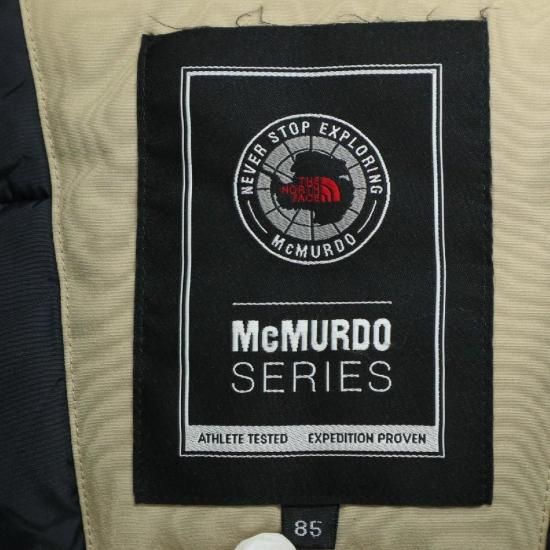 NEVER STOP EXPLORING
THE
NORTH
FACE
McMURDO
McMURDO
SERIES
ATHLETE TESTED EXPEDITION PROVEN
85